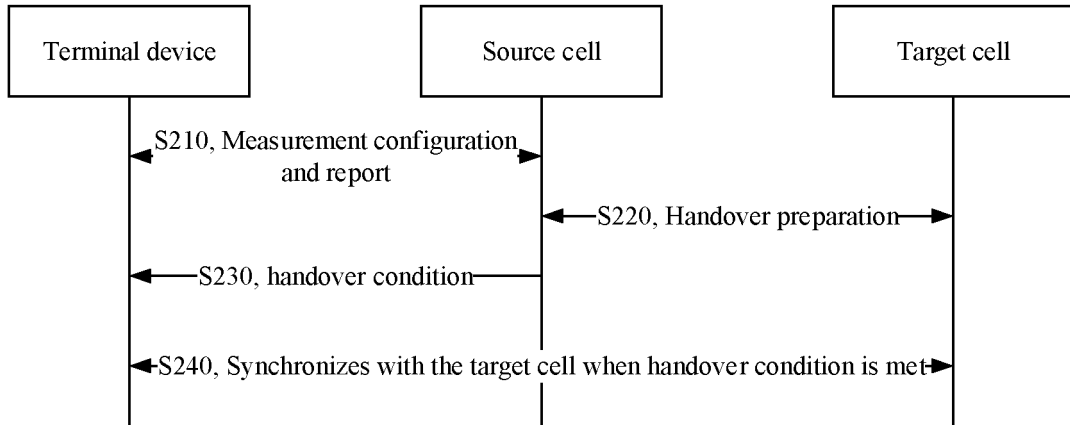 Terminal device
Source cell
Target cell
S210, Measurement configuration
and report
S220, Handover preparation
S230, handover condition
S240, Synchronizes with the target cell when handover condition is met